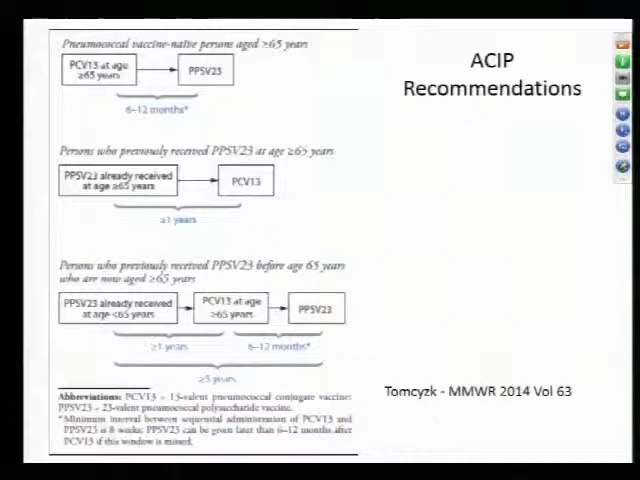 Pneumococcal vaccine-naïve persons aged ≥65 years
PCV13 at age
≥65 years
PPSV23
6–12 months*
Persons who previously received PPSV23 at age ≥65 years
PPSV23 already received
at age ≥65 years
PCV13
≥1 years
Persons who previously received PPSV23 before age 65 years
who are now aged ≥65 years
PPSV23 already received
at age <65 years
PCV13 at age
≥65 years
PPSV23
≥1 years
6–12 months*
≥5 years
Abbreviations: PCV13 = 13-valent pneumococcal conjugate vaccine;
PPSV23 = 23-valent pneumococcal polysaccharide vaccine.
*Minimum interval between sequential administration of PCV13 and
PPSV23 is 8 weeks; PPSV23 can be given later than 6–12 months after
PCV13 if this window is missed.
ACIP
Recommendations
Tomcyzk - MMWR 2014 Vol 63